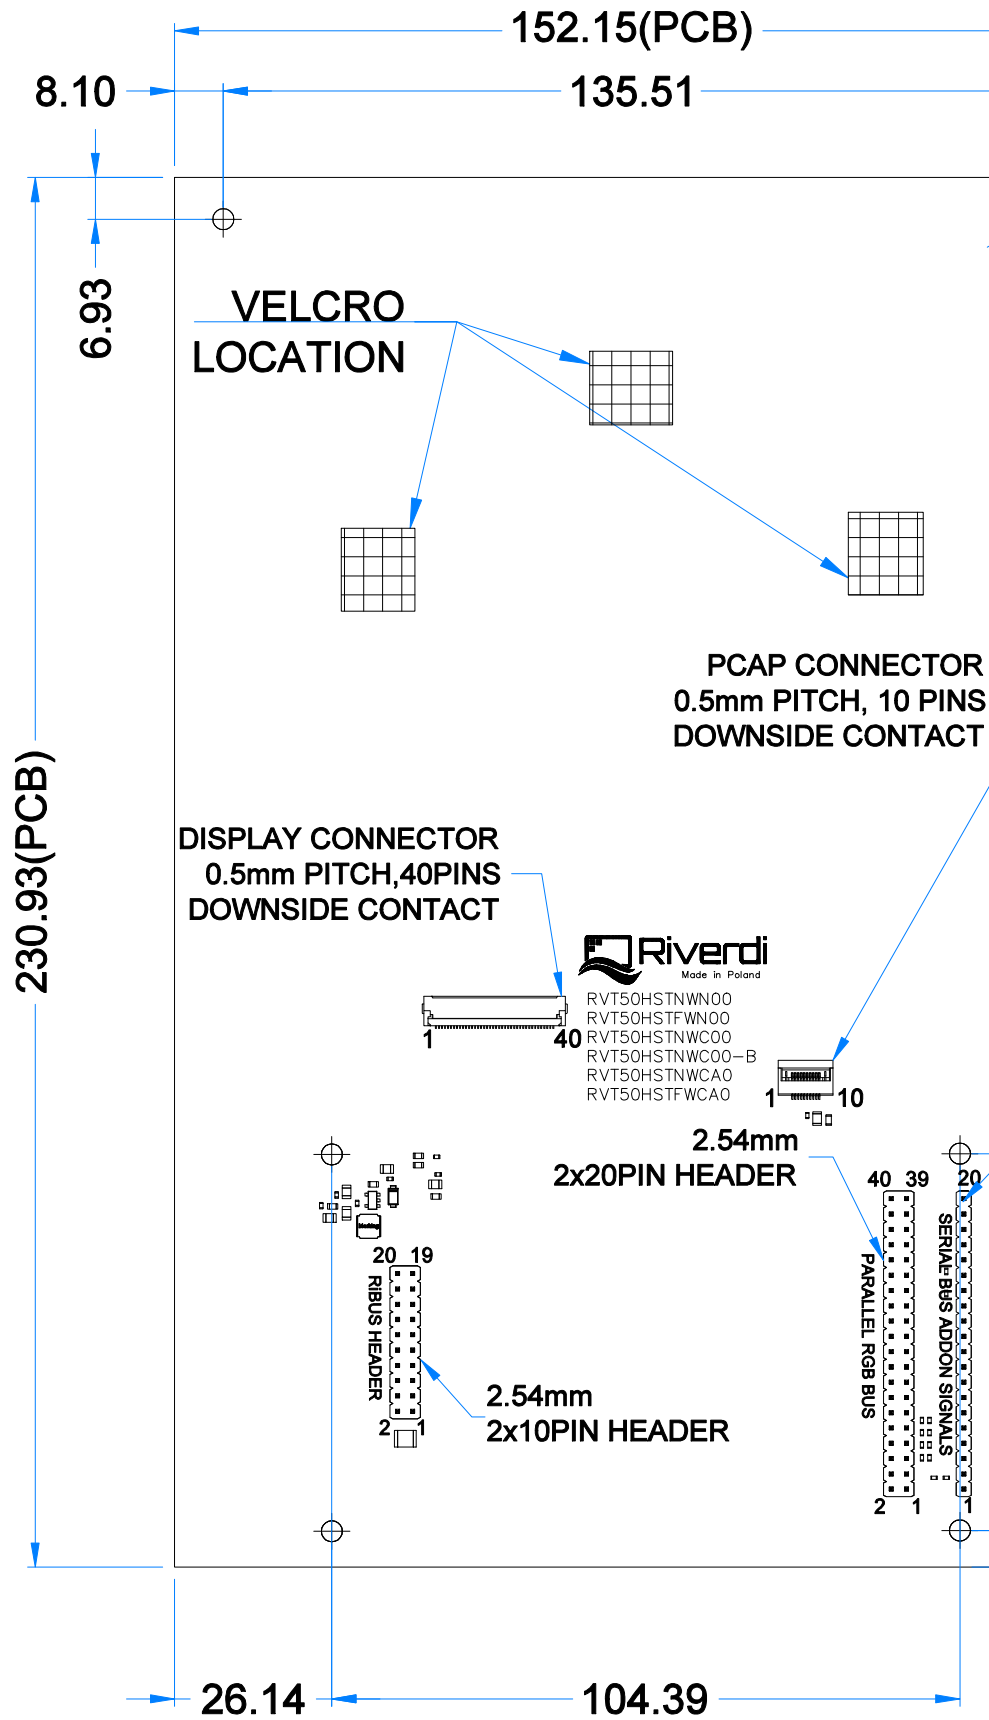 152.15(PCB)
8.10
135.51
6.93
VELCRO
LOCATION
PCAP CONNECTOR
0.5mm PITCH, 10 PINS
DOWNSIDE CONTACT
230.93(PCB)
DISPLAY CONNECTOR
0.5mm PITCH,40PINS
DOWNSIDE CONTACT
Riverdi
Made in Poland
RVT50HSTNWN00
RVT50HSTFWN00
RVT50HSTNWC00
RVT50HSTNWC00-B
RVT50HSTNWCA0
RVT50HSTFWCA0
1 40
1 10
2.54mm
2x20PIN HEADER
40 39
20
20 19
RiBUS HEADER
PARALLEL RGB BUS
SERIAL-BUS ADDON SIGNALS
2.54mm
2x10PIN HEADER
2 1
2 1
1
26.14
104.39